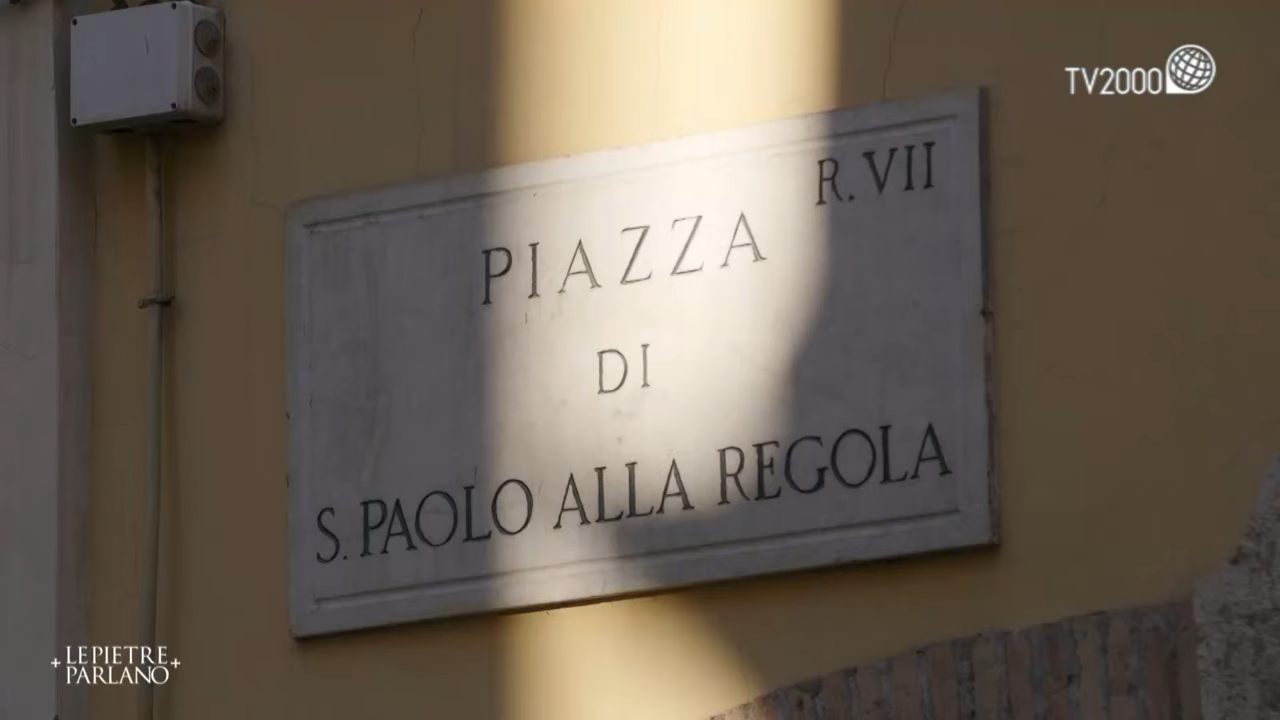 TV2000
R. VII
PIAZZA
DI
S. PAOLO ALLA REGOLA
LE PIETRE
PARLANO